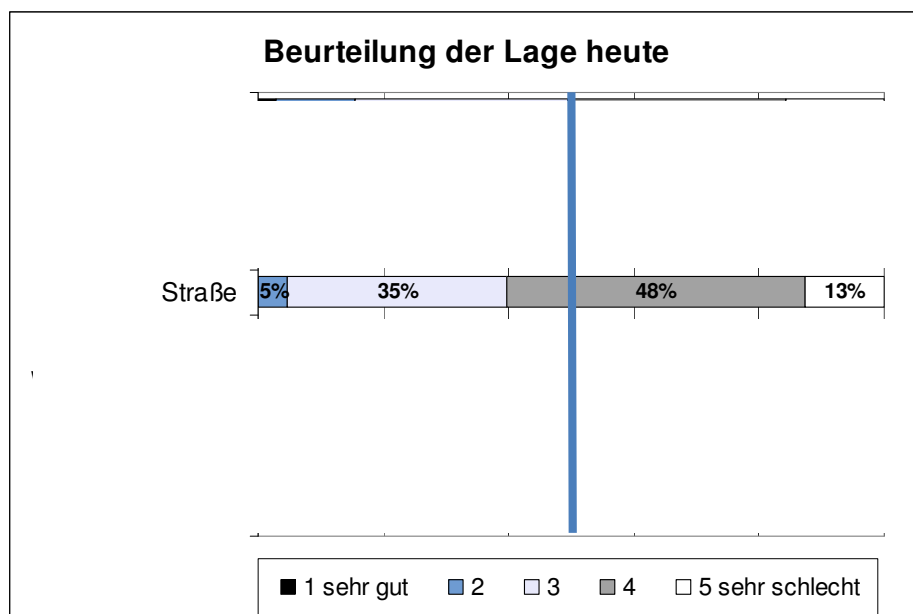 Beurteilung der Lage heute
Straße 5% 35% 48% 13%
1 sehr gut 2 3 4 5 sehr schlecht